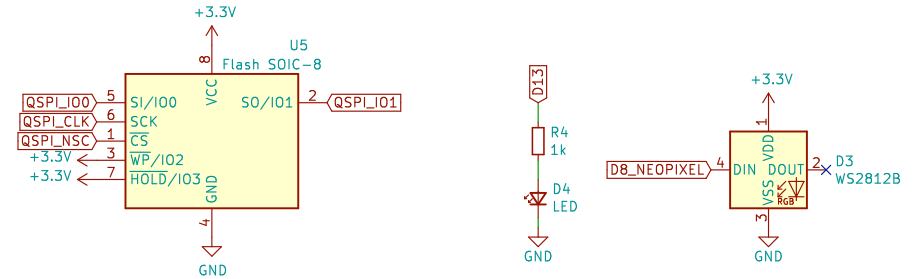 +3.3V
U5
Flash SOIC-8
8
VCC
QSPI_IO0 5 SI/IO0 SO/IO1 2 QSPI_IO1
QSPI_CLK 6 SCK
QSPI_NSC 1 CS
+3.3V 3 WP/IO2
+3.3V 7 HOLD/IO3
GND
4
GND
D13
R4
1k
D4
LED
GND
+3.3V
1
VDD
D8_NEOPIXEL 4 DIN DOUT 2
D3
WS2812B
VSS
RGB
3
GND